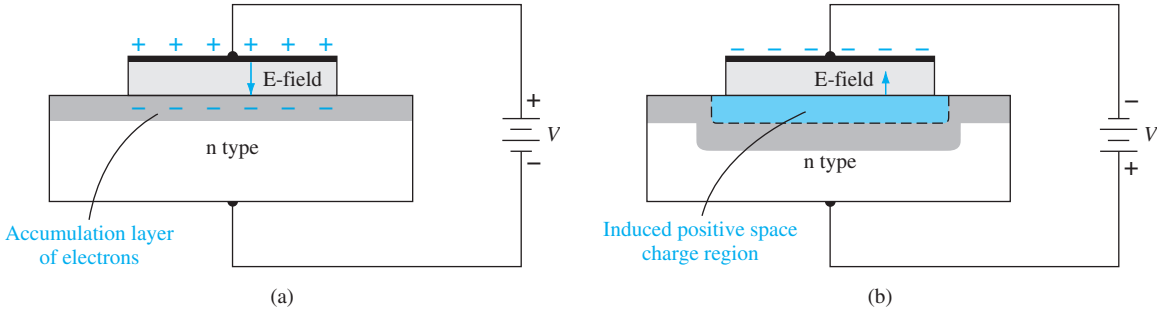 + + + + + +
E-field
− − − − − −
n type
+
V
−
Accumulation layer
of electrons
(a)
− − − − − −
E-field
n type
−
V
+
Induced positive space
charge region
(b)